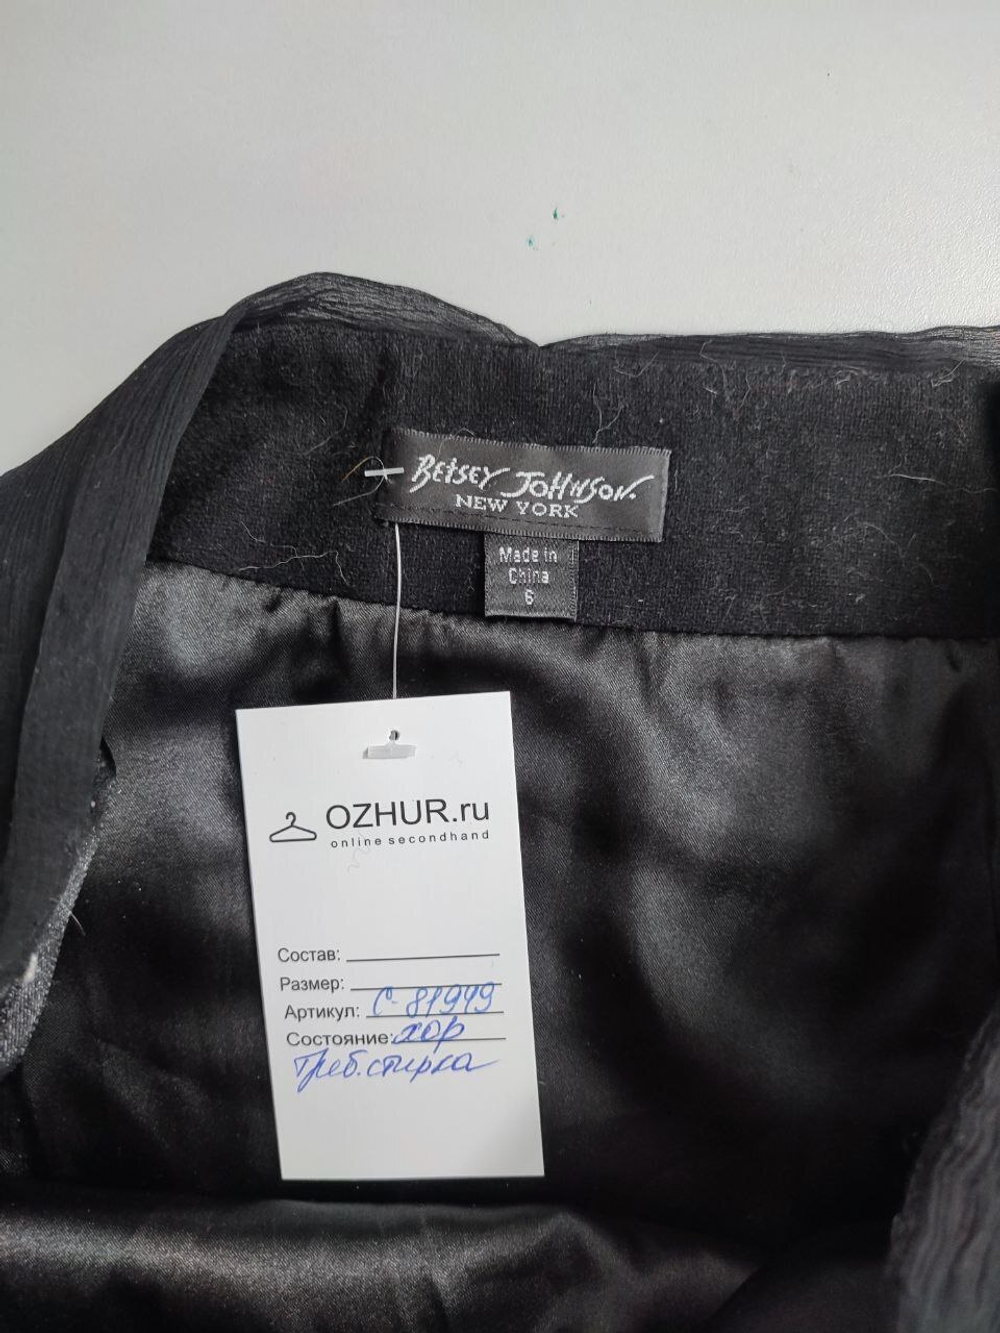 BETSEY JOHNSON.
NEW YORK
Made in
China
6
OZHUR.ru
online secondhand
Состав:
Размер:
Артикул: С-81949
Состояние: хор
треб. стирка